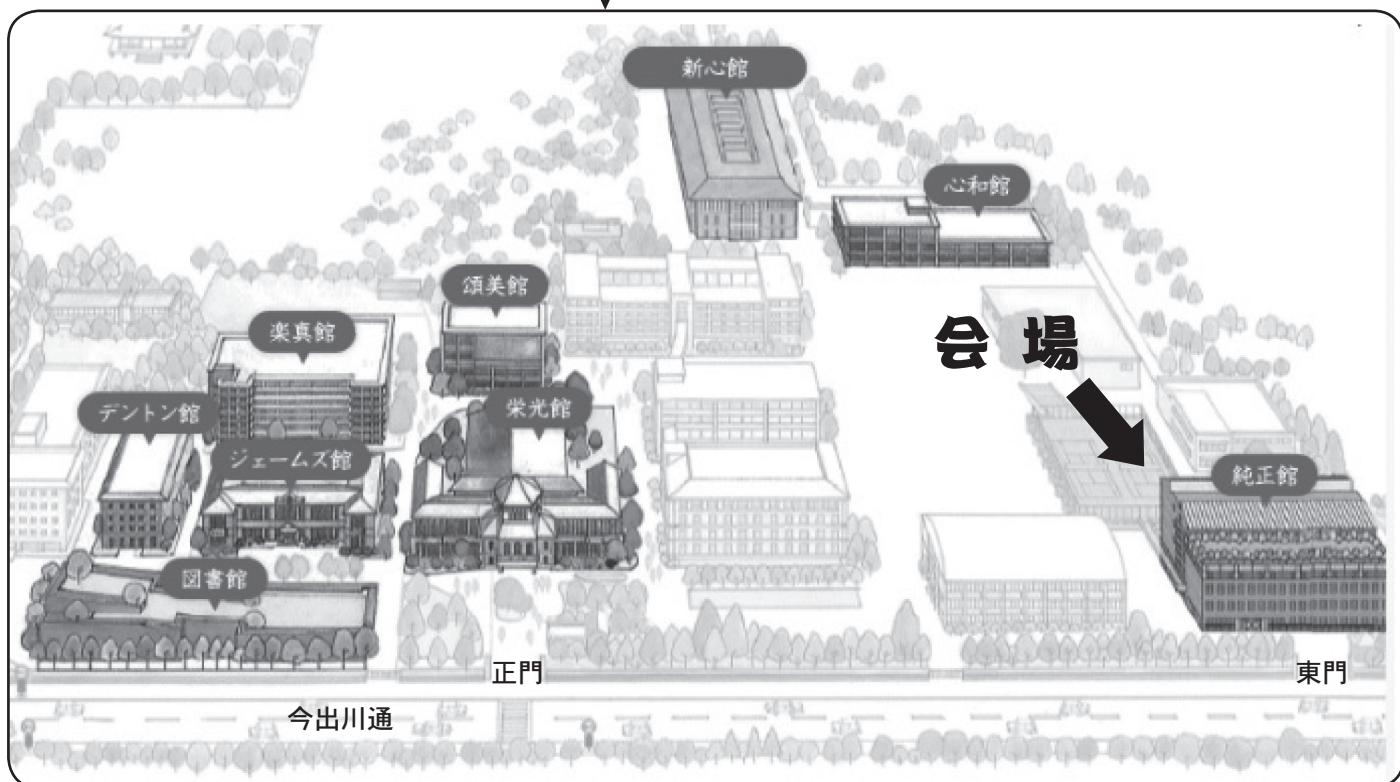 新心館
心和館
頌美館
会場
楽真館
デントン館
栄光館
ジェームズ館
純正館
図書館
正門
東門
今出川通